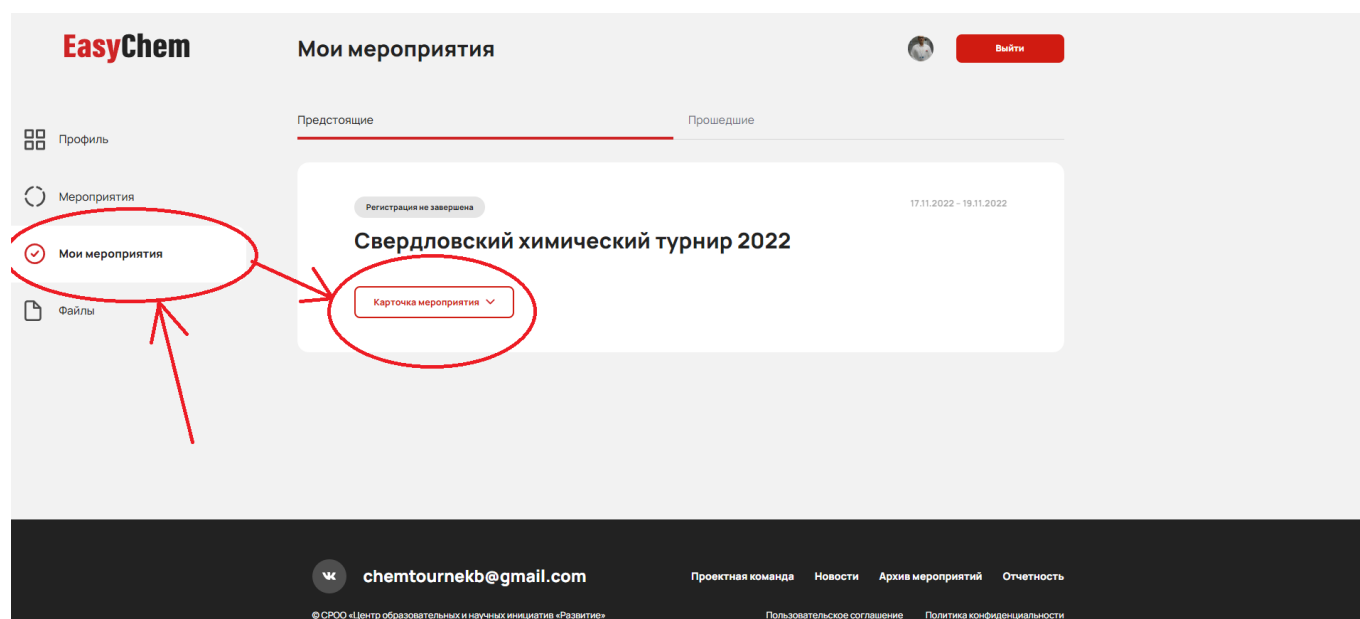 EasyChem
Мои мероприятия
Выйти
Профиль
Мероприятия
Мои мероприятия
Файлы
Предстоящие
Прошедшие
Регистрация не завершена
17.11.2022 - 19.11.2022
Свердловский химический турнир 2022
Карточка мероприятия
chemtournekb@gmail.com
Проектная команда Новости Архив мероприятий Отчетность
© СРОО «Центр образовательных и научных инициатив «Развитие»
Пользовательское соглашение Политика конфиденциальности